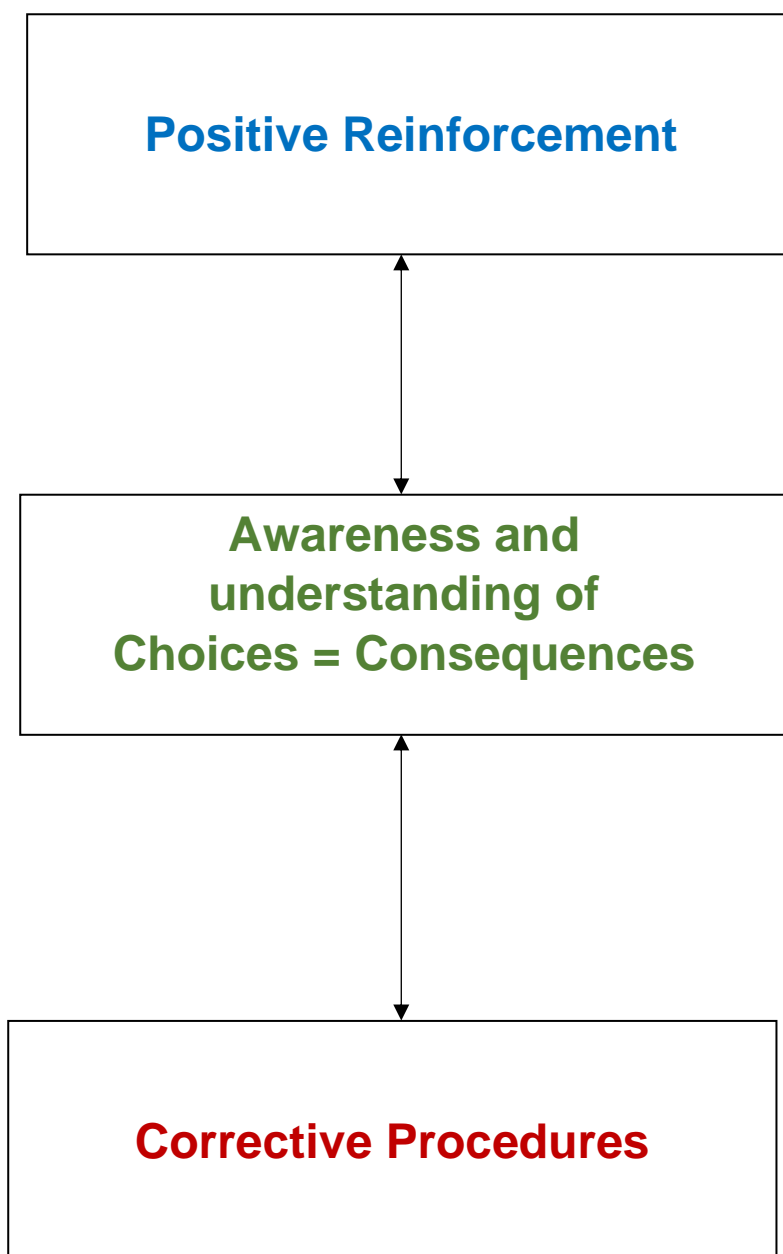 Positive Reinforcement
Awareness and
understanding of
Choices = Consequences
Corrective Procedures